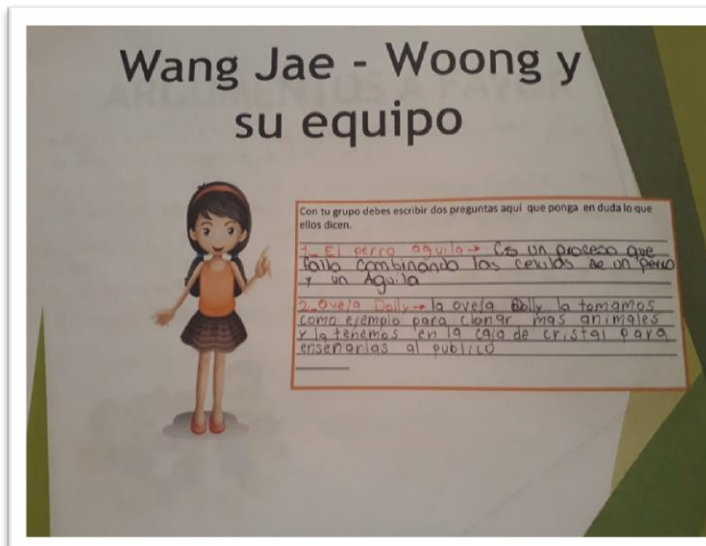 Wang Jae - Woong y
su equipo
Con tu grupo debes escribir dos preguntas aquí que ponga en duda lo que
ellos dicen.
1_ El perro aguila → Es un proceso que
fallo combinando las celulas de un perro
y un Aguila
2_ Oveja Dolly → la oveja Dolly la tomamos
como ejemplo para clonar mas animales
y la tenemos en la caja de cristal para
enseñarlas al publico